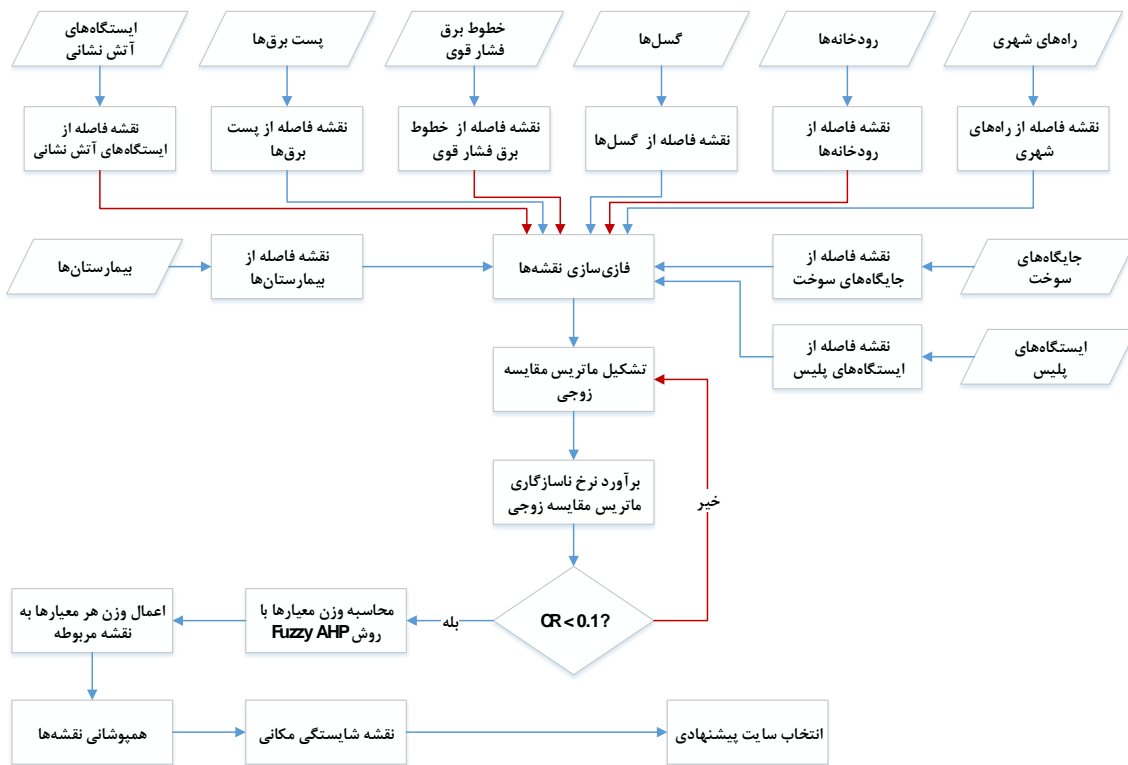 راه‌های شهری
رودخانه‌ها
گسل‌ها
خطوط برق
فشار قوی
پست برق‌ها
ایستگاه‌های
آتش نشانی
نقشه فاصله از راه‌های
شهری
نقشه فاصله از
رودخانه‌ها
نقشه فاصله از گسل‌ها
نقشه فاصله از خطوط
برق فشار قوی
نقشه فاصله از پست
برق‌ها
نقشه فاصله از
ایستگاه‌های آتش نشانی
جایگاه‌های
سوخت
نقشه فاصله از
جایگاه‌های سوخت
فازی‌سازی نقشه‌ها
نقشه فاصله از
بیمارستان‌ها
بیمارستان‌ها
ایستگاه‌های
پلیس
نقشه فاصله از
ایستگاه‌های پلیس
تشکیل ماتریس مقایسه
زوجی
برآورد نرخ ناسازگاری
ماتریس مقایسه زوجی
خیر
CR < 0.1?
بله
محاسبه وزن معیارها با
روش Fuzzy AHP
اعمال وزن هر معیارها به
نقشه مربوطه
همپوشانی نقشه‌ها
نقشه شایستگی مکانی
انتخاب سایت پیشنهادی